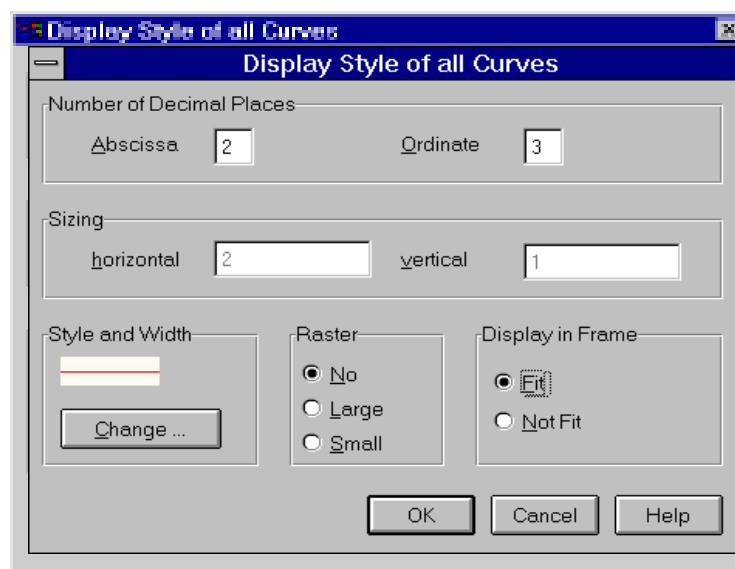 Display Style of all Curves
Display Style of all Curves
Number of Decimal Places
Abscissa 2 Ordinate 3
Sizing
horizontal 2 vertical 1
Style and Width Raster Display in Frame
No Fit
Large Not Fit
Change ... Small
OK Cancel Help